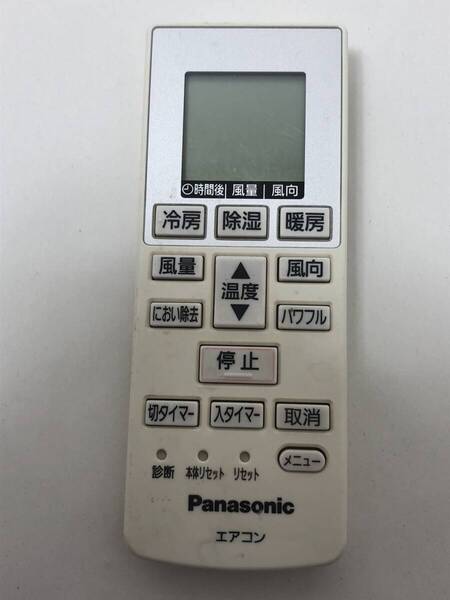 時間後 風量 風向
冷房 除湿 暖房
風量 ▲ 風向
温度
におい除去 ▼ パワフル
停止
切タイマー 入タイマー 取消
メニュー
診断 本体リセット リセット
Panasonic
エアコン